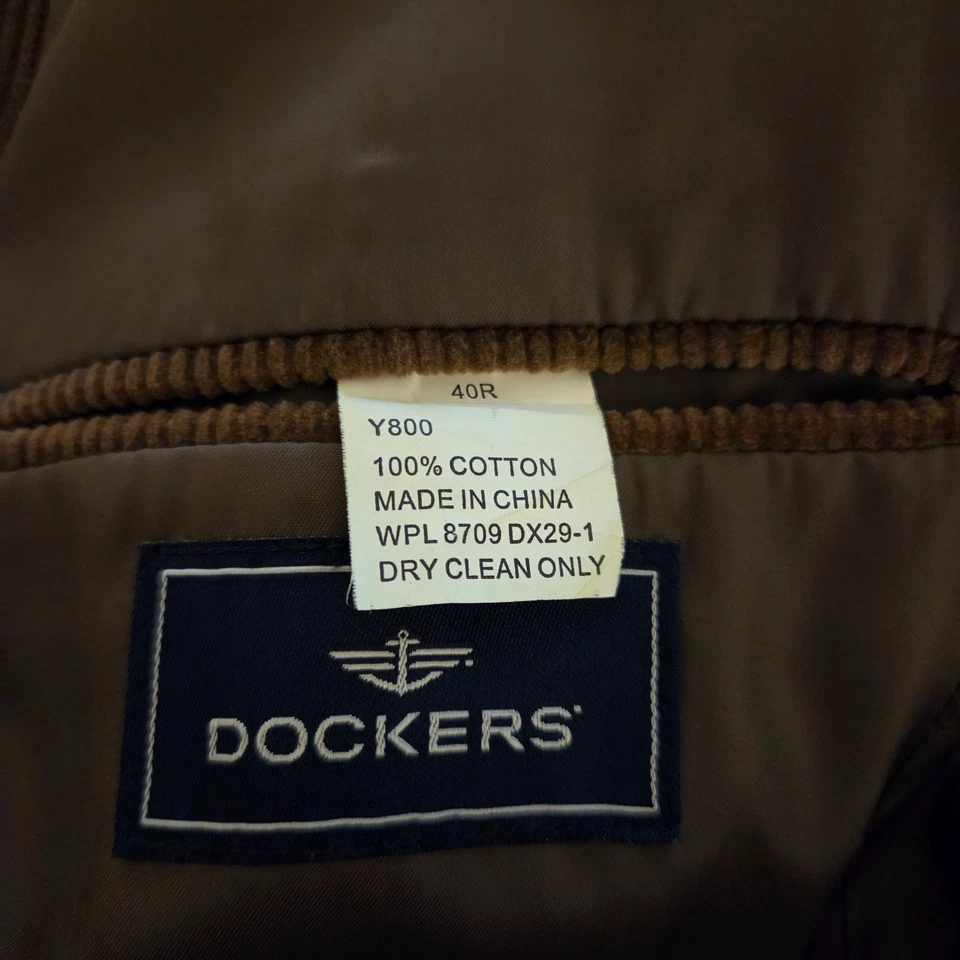 40R
Y800
100% COTTON
MADE IN CHINA
WPL 8709 DX29-1
DRY CLEAN ONLY
DOCKERS